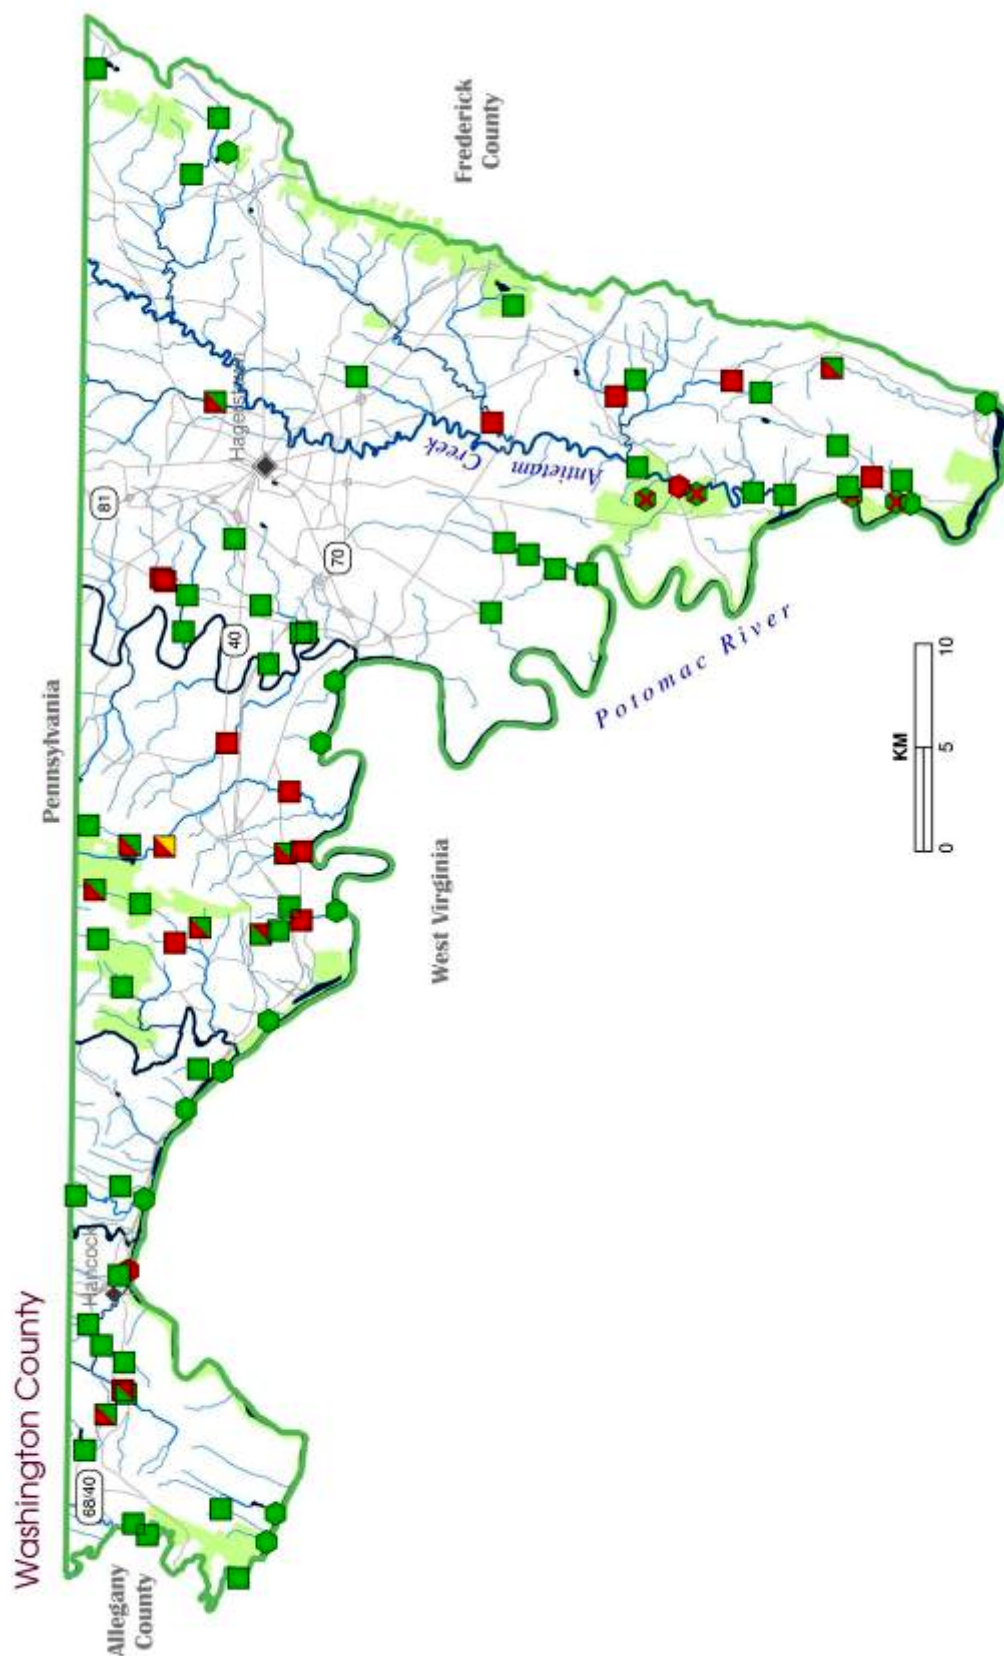 Washington County
Pennsylvania
Allegany
County
68/40
Hancock
81
40
70
Hagerstown
Frederick
County
Antietam
Creek
West Virginia
Potomac River
KM
0
5
10